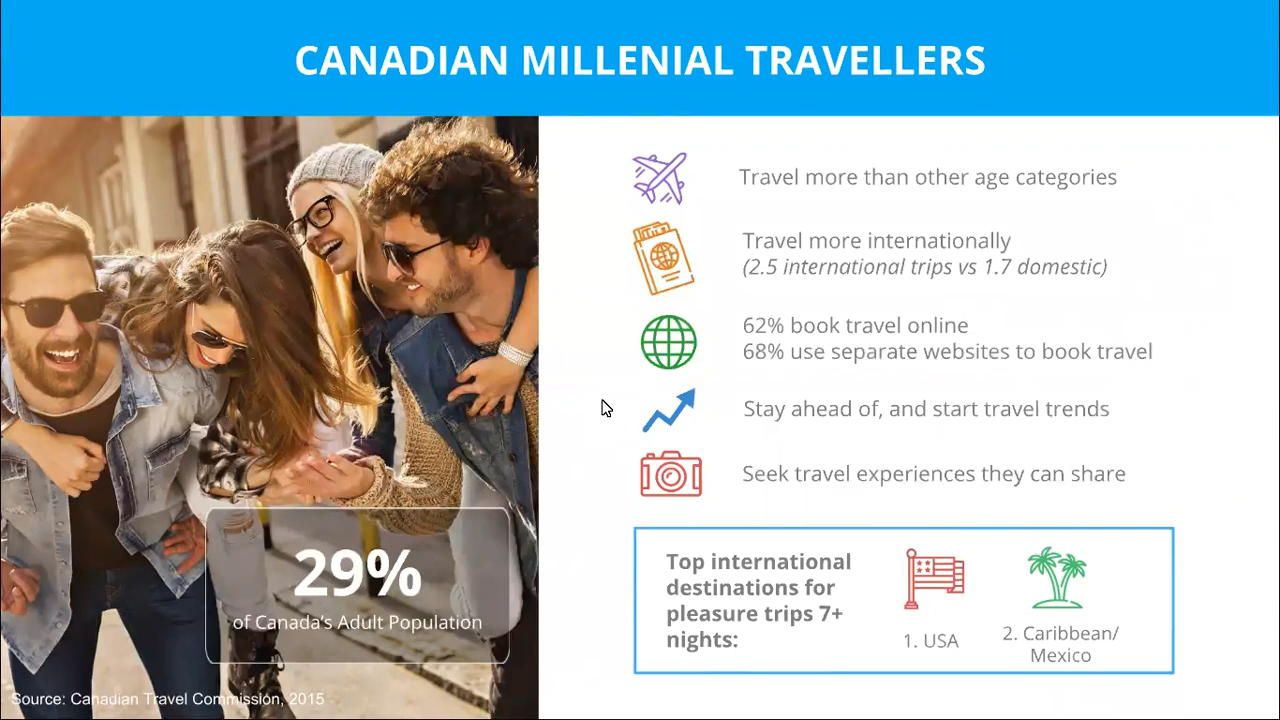 CANADIAN MILLENIAL TRAVELLERS
Travel more than other age categories
Travel more internationally
(2.5 international trips vs 1.7 domestic)
62% book travel online
68% use separate websites to book travel
Stay ahead of, and start travel trends
Seek travel experiences they can share
29%
of Canada's Adult Population
Top international
destinations for
pleasure trips 7+
nights:
1. USA
2. Caribbean/
Mexico
Source: Canadian Travel Commission, 2015